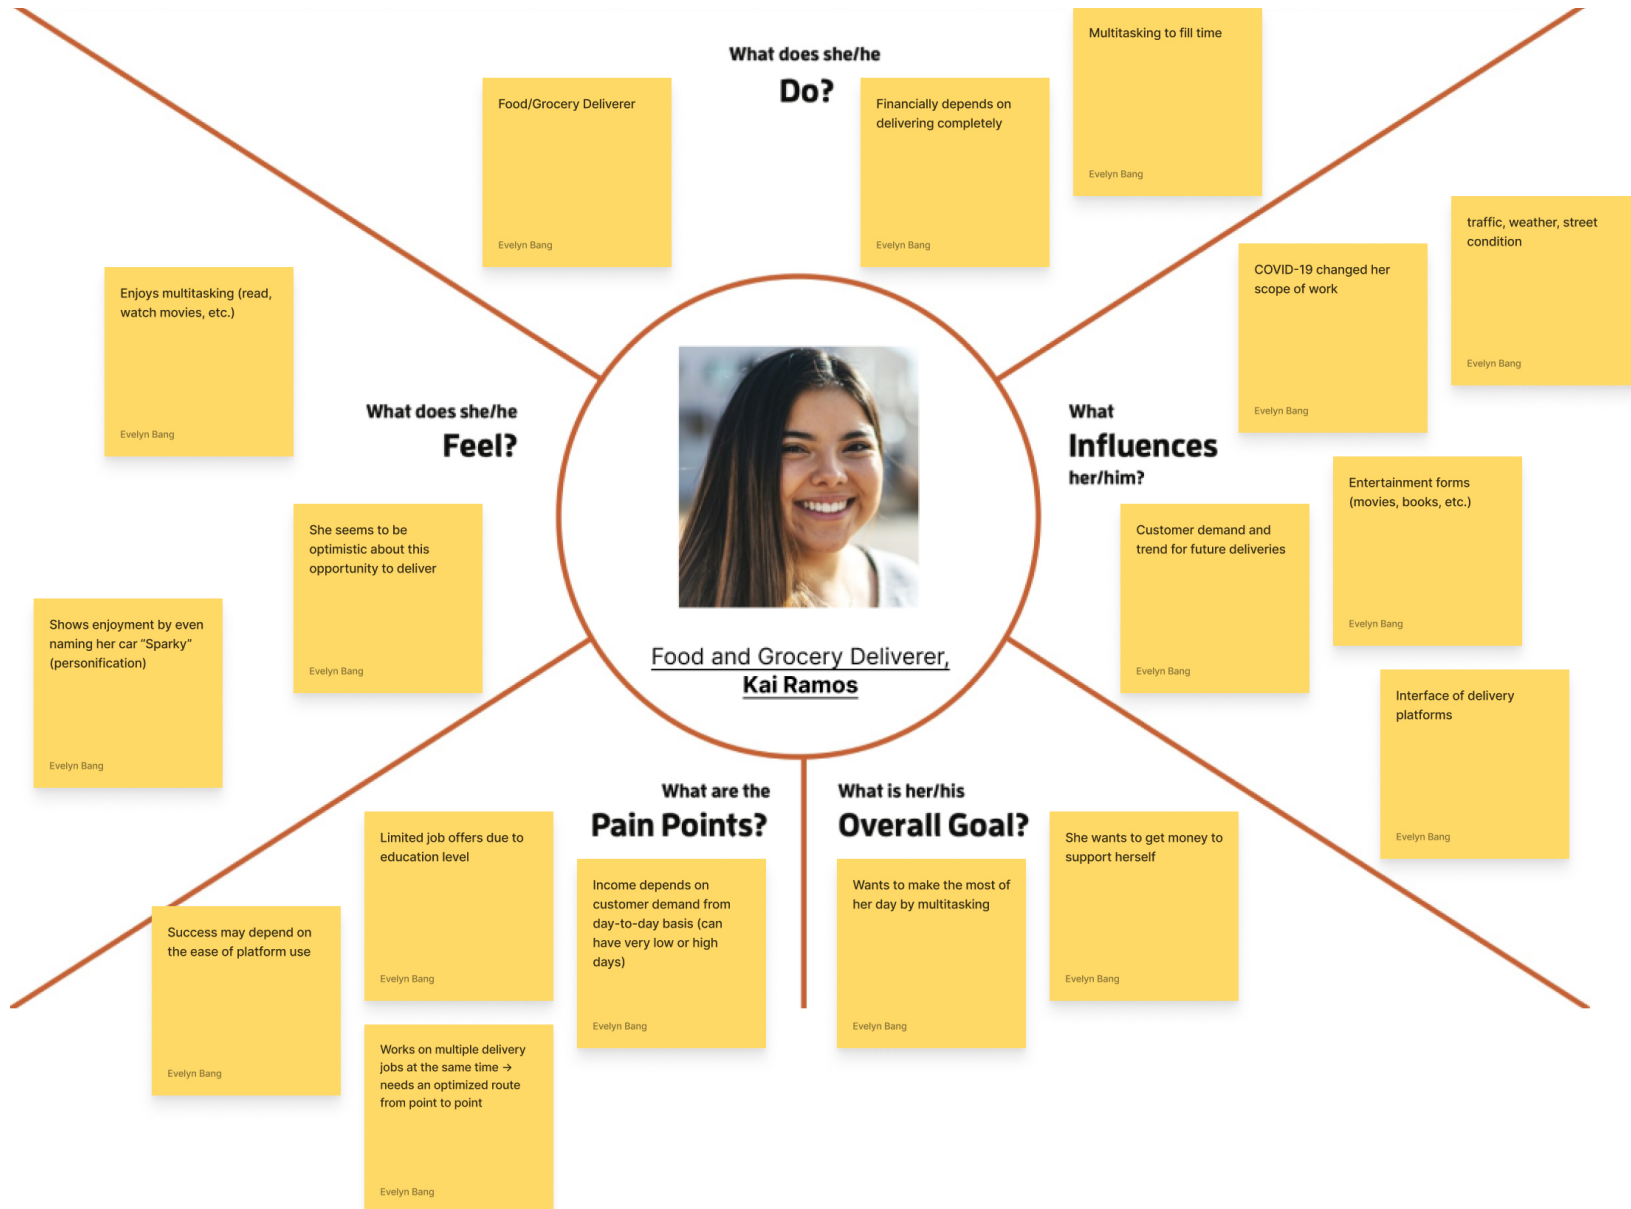 What does she/he
Do?
Food/Grocery Deliverer
Evelyn Bang
Financially depends on
delivering completely
Evelyn Bang
Multitasking to fill time
Evelyn Bang
What does she/he
Feel?
Enjoys multitasking (read,
watch movies, etc.)
Evelyn Bang
She seems to be
optimistic about this
opportunity to deliver
Evelyn Bang
Shows enjoyment by even
naming her car “Sparky”
(personification)
Evelyn Bang
What
Influences
her/him?
COVID-19 changed her
scope of work
Evelyn Bang
traffic, weather, street
condition
Evelyn Bang
Customer demand and
trend for future deliveries
Evelyn Bang
Entertainment forms
(movies, books, etc.)
Evelyn Bang
Interface of delivery
platforms
Evelyn Bang
Food and Grocery Deliverer,
Kai Ramos
What are the
Pain Points?
Limited job offers due to
education level
Evelyn Bang
Income depends on
customer demand from
day-to-day basis (can
have very low or high
days)
Evelyn Bang
Success may depend on
the ease of platform use
Evelyn Bang
Works on multiple delivery
jobs at the same time →
needs an optimized route
from point to point
Evelyn Bang
What is her/his
Overall Goal?
Wants to make the most of
her day by multitasking
Evelyn Bang
She wants to get money to
support herself
Evelyn Bang